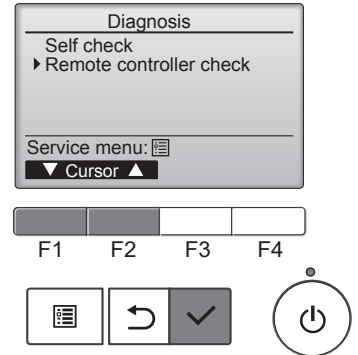 Diagnosis
Self check
Remote controller check
Service menu:
▼ Cursor ▲
F1 F2 F3 F4